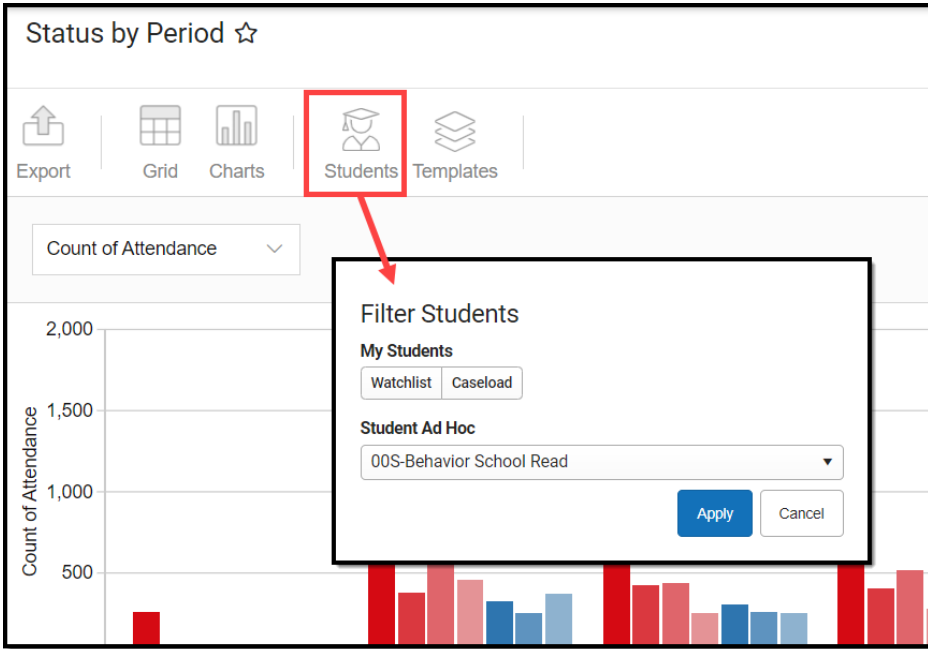 Status by Period
Export
Grid
Charts
Students
Templates
Count of Attendance
Filter Students
My Students
Watchlist
Caseload
Student Ad Hoc
00S-Behavior School Read
Apply
Cancel
Count of Attendance
2,000
1,500
1,000
500